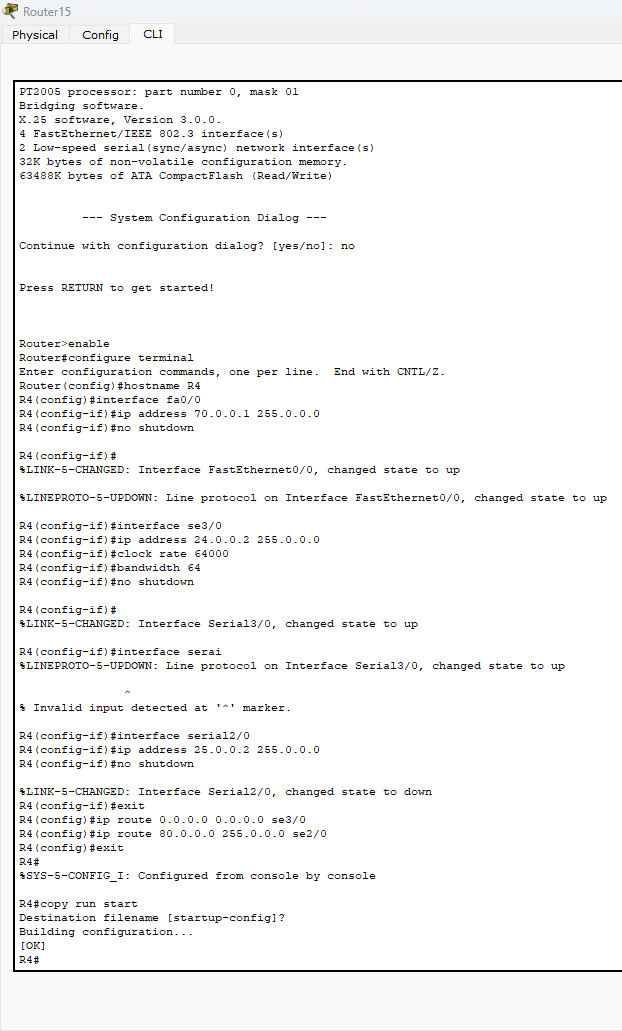 Router15
Physical Config CLI
PT2005 processor: part number 0, mask 01
Bridging software.
X.25 software, Version 3.0.0.
4 FastEthernet/IEEE 802.3 interface(s)
2 Low-speed serial(sync/async) network interface(s)
32K bytes of non-volatile configuration memory.
63488K bytes of ATA CompactFlash (Read/Write)
--- System Configuration Dialog ---
Continue with configuration dialog? [yes/no]: no
Press RETURN to get started!
Router>enable
Router#configure terminal
Enter configuration commands, one per line.  End with CNTL/Z.
Router(config)#hostname R4
R4(config)#interface fa0/0
R4(config-if)#ip address 70.0.0.1 255.0.0.0
R4(config-if)#no shutdown
R4(config-if)#
%LINK-5-CHANGED: Interface FastEthernet0/0, changed state to up
%LINEPROTO-5-UPDOWN: Line protocol on Interface FastEthernet0/0, changed state to up
R4(config-if)#interface se3/0
R4(config-if)#ip address 24.0.0.2 255.0.0.0
R4(config-if)#clock rate 64000
R4(config-if)#bandwidth 64
R4(config-if)#no shutdown
R4(config-if)#
%LINK-5-CHANGED: Interface Serial3/0, changed state to up
R4(config-if)#interface serai
%LINEPROTO-5-UPDOWN: Line protocol on Interface Serial3/0, changed state to up
^
% Invalid input detected at '^' marker.
R4(config-if)#interface serial2/0
R4(config-if)#ip address 25.0.0.2 255.0.0.0
R4(config-if)#no shutdown
%LINK-5-CHANGED: Interface Serial2/0, changed state to down
R4(config-if)#exit
R4(config)#ip route 0.0.0.0 0.0.0.0 se3/0
R4(config)#ip route 80.0.0.0 255.0.0.0 se2/0
R4(config)#exit
R4#
%SYS-5-CONFIG_I: Configured from console by console
R4#copy run start
Destination filename [startup-config]?
Building configuration...
[OK]
R4#